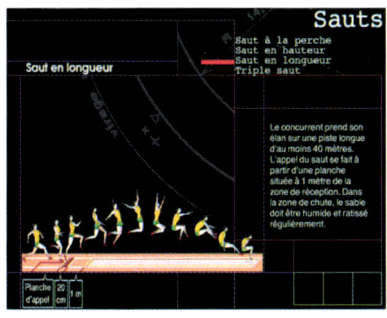 Sauts
Saut à la perche
Saut en hauteur
Saut en longueur
Triple saut
Saut en longueur
virage
Le concurrent prend son
élan sur une piste longue
d'au moins 40 mètres.
L'appel du saut se fait à
partir d'une planche
située à 1 mètre de la
zone de réception. Dans
la zone de chute, le sable
doit être humide et ratissé
régulièrement.
Planche
d'appel
20
cm
1 m